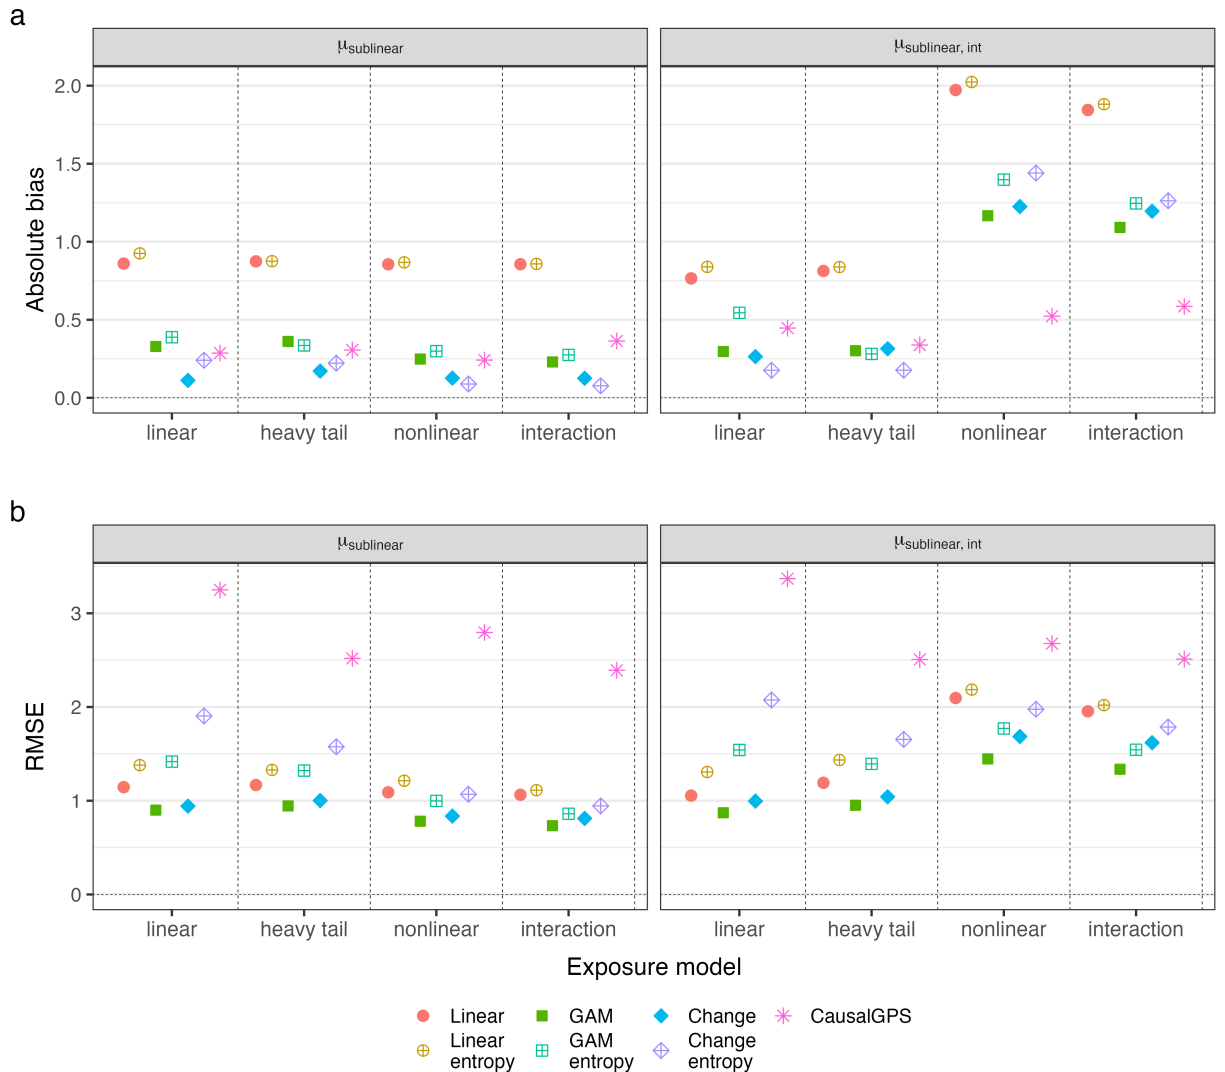 a
μsublinear
μsublinear, int
Absolute bias
2.0
1.5
1.0
0.5
0.0
linear
heavy tail
nonlinear
interaction
linear
heavy tail
nonlinear
interaction
b
μsublinear
μsublinear, int
RMSE
3
2
1
0
linear
heavy tail
nonlinear
interaction
linear
heavy tail
nonlinear
interaction
Exposure model
Linear
GAM
Change
CausalGPS
Linear
entropy
GAM
entropy
Change
entropy